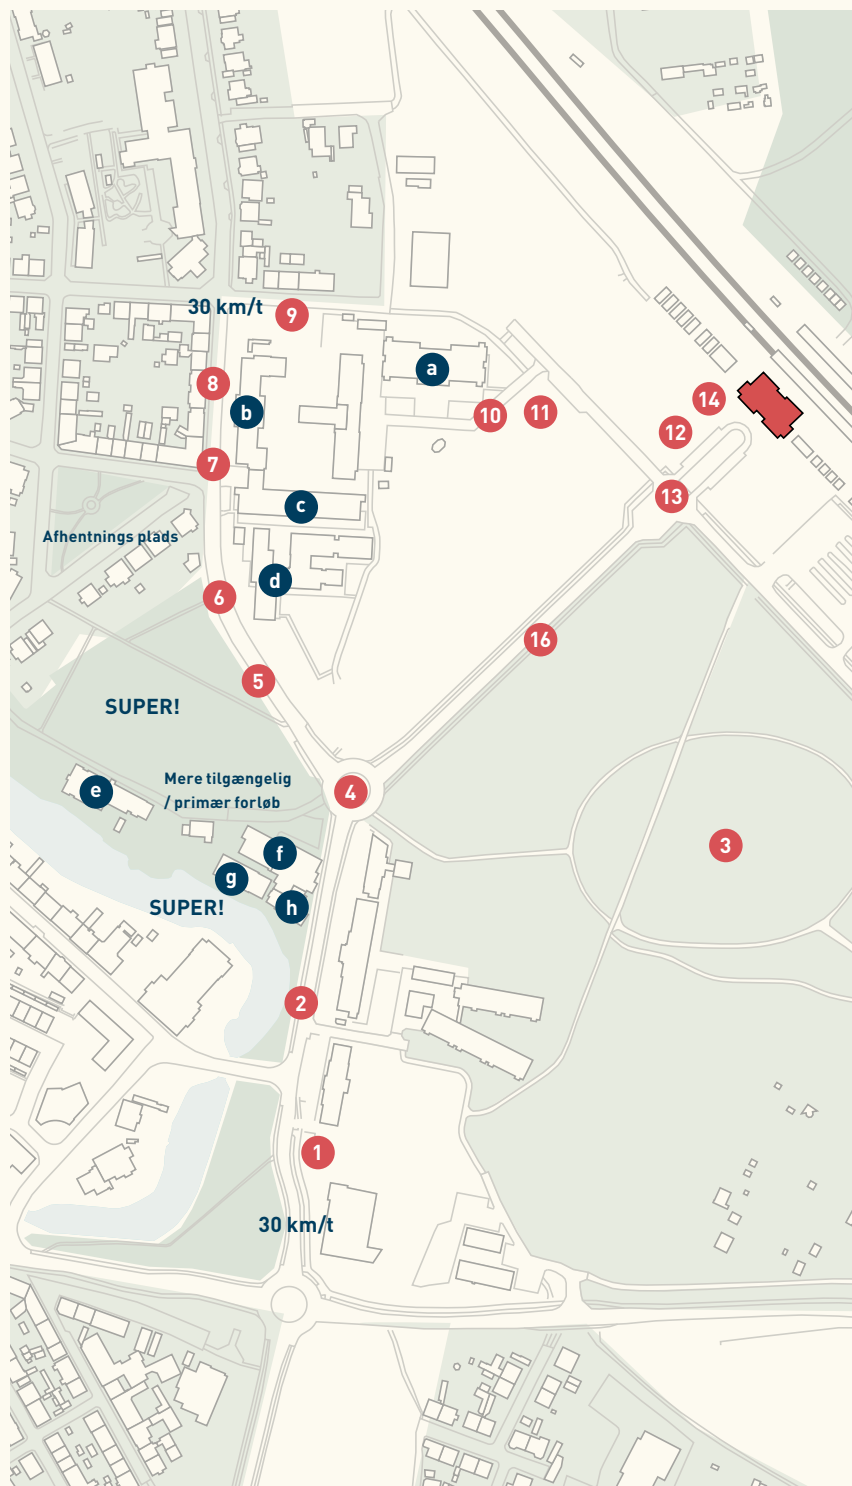 30 km/t
9
a
8
14
b
10
11
12
7
13
c
Afhentnings plads
d
6
16
5
SUPER!
Mere tilgængelig
/ primær forløb
e
4
3
f
g
SUPER!
h
2
1
30 km/t